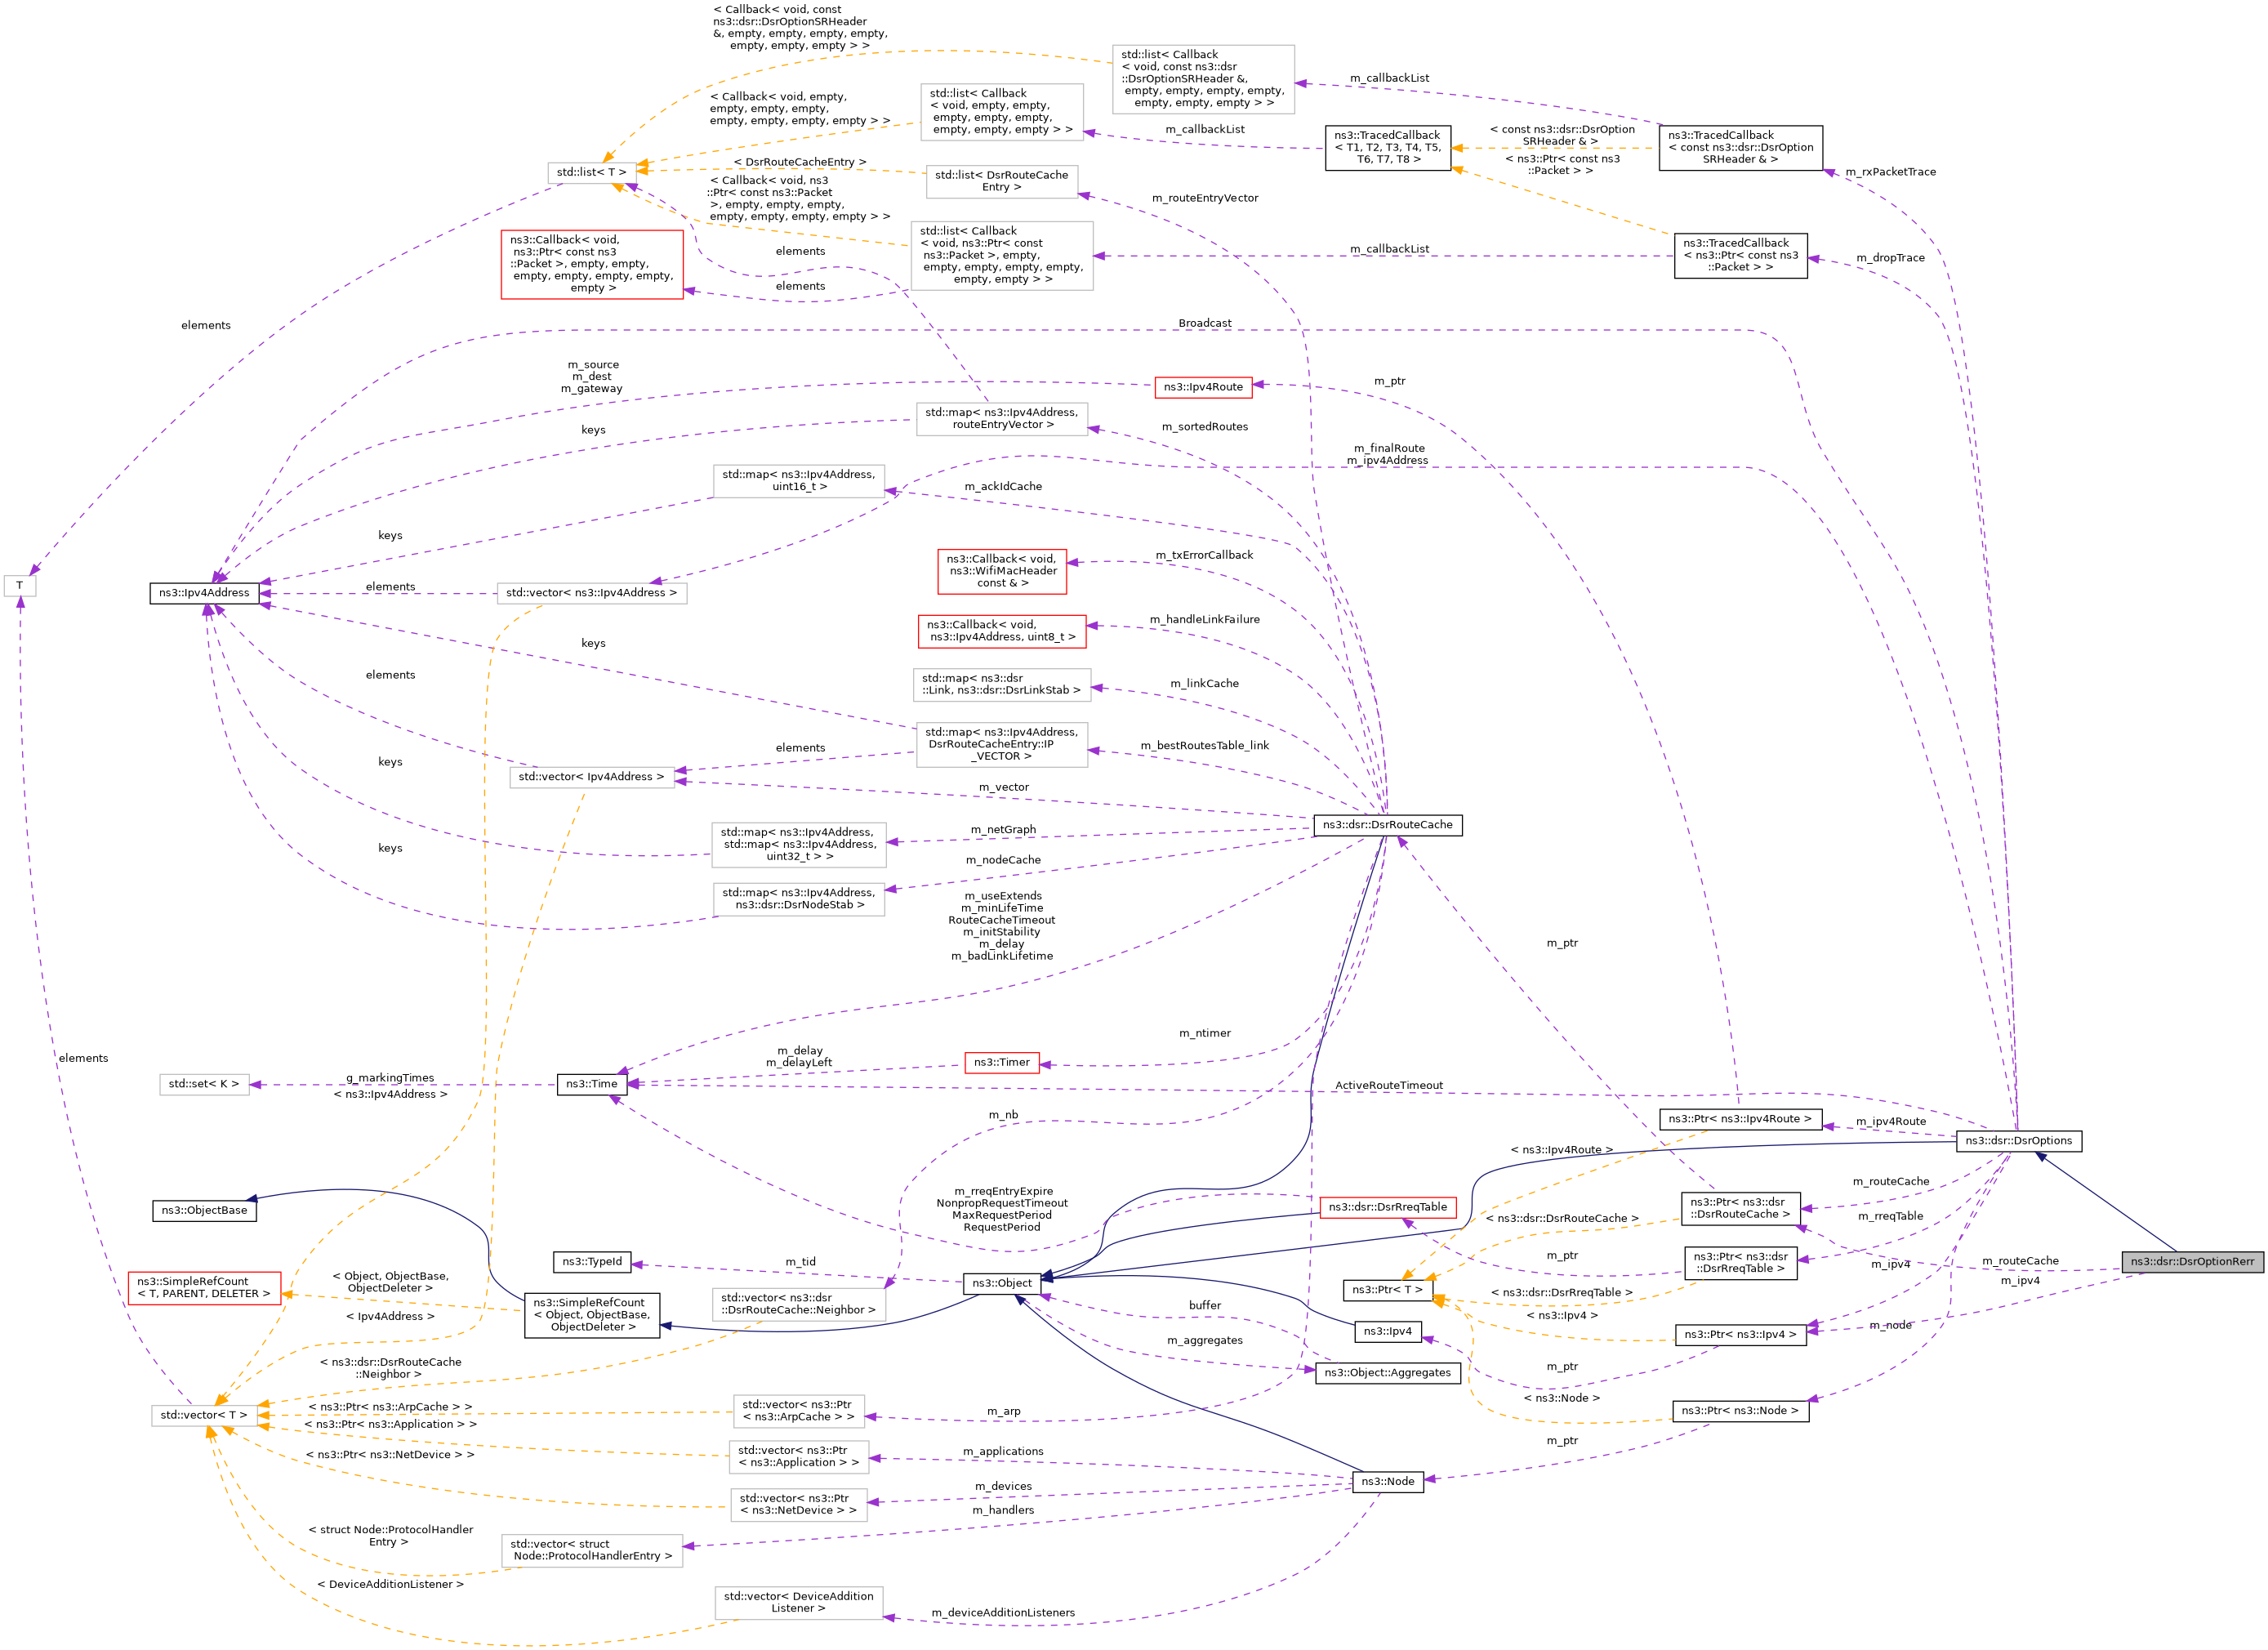 < Callback< void, const
ns3::dsr::DsrOptionSRHeader
&, empty, empty, empty, empty,
empty, empty, empty > >
std::list< Callback
< void, const ns3::dsr
::DsrOptionSRHeader &,
empty, empty, empty, empty,
empty, empty, empty > >
m_callbackList
< Callback< void, empty,
empty, empty, empty,
empty, empty, empty, empty > >
std::list< Callback
< void, empty, empty,
empty, empty, empty,
empty, empty, empty > >
m_callbackList
ns3::TracedCallback
< T1, T2, T3, T4, T5,
T6, T7, T8 >
< const ns3::dsr::DsrOption
SRHeader & >
ns3::TracedCallback
< const ns3::dsr::DsrOption
SRHeader & >
std::list< T >
< DsrRouteCacheEntry >
std::list< DsrRouteCache
Entry >
< ns3::Ptr< const ns3
::Packet > >
m_rxPacketTrace
m_routeEntryVector
< Callback< void, ns3
::Ptr< const ns3::Packet
>, empty, empty, empty,
empty, empty, empty, empty > >
ns3::Callback< void,
ns3::Ptr< const ns3
::Packet >, empty, empty,
empty, empty, empty, empty,
empty >
elements
elements
std::list< Callback
< void, ns3::Ptr< const
ns3::Packet >, empty,
empty, empty, empty, empty,
empty, empty > >
m_callbackList
ns3::TracedCallback
< ns3::Ptr< const ns3
::Packet > >
m_dropTrace
elements
Broadcast
m_source
m_dest
m_gateway
ns3::Ipv4Route
m_ptr
keys
std::map< ns3::Ipv4Address,
routeEntryVector >
m_sortedRoutes
m_finalRoute
m_ipv4Address
std::map< ns3::Ipv4Address,
uint16_t >
m_ackIdCache
keys
ns3::Callback< void,
ns3::WifiMacHeader
const & >
m_txErrorCallback
T
ns3::Ipv4Address
elements
std::vector< ns3::Ipv4Address >
ns3::Callback< void,
ns3::Ipv4Address, uint8_t >
m_handleLinkFailure
keys
elements
std::map< ns3::dsr
::Link, ns3::dsr::DsrLinkStab >
m_linkCache
std::map< ns3::Ipv4Address,
DsrRouteCacheEntry::IP
_VECTOR >
m_bestRoutesTable_link
elements
keys
std::vector< Ipv4Address >
m_vector
ns3::dsr::DsrRouteCache
std::map< ns3::Ipv4Address,
std::map< ns3::Ipv4Address,
uint32_t > >
m_netGraph
keys
m_nodeCache
std::map< ns3::Ipv4Address,
ns3::dsr::DsrNodeStab >
m_useExtends
m_minLifeTime
RouteCacheTimeout
m_initStability
m_delay
m_badLinkLifetime
m_ptr
m_ntimer
elements
std::set< K >
g_markingTimes
< ns3::Ipv4Address >
ns3::Time
m_delay
m_delayLeft
ns3::Timer
ActiveRouteTimeout
m_nb
ns3::Ptr< ns3::Ipv4Route >
m_ipv4Route
ns3::dsr::DsrOptions
< ns3::Ipv4Route >
ns3::ObjectBase
m_rreqEntryExpire
NonpropRequestTimeout
MaxRequestPeriod
RequestPeriod
ns3::dsr::DsrRreqTable
< ns3::dsr::DsrRouteCache >
ns3::Ptr< ns3::dsr
::DsrRouteCache >
m_routeCache
m_rreqTable
ns3::TypeId
m_tid
m_ptr
ns3::Ptr< ns3::dsr
::DsrRreqTable >
m_ipv4
m_routeCache
ns3::dsr::DsrOptionRerr
m_ipv4
ns3::SimpleRefCount
< T, PARENT, DELETER >
< Object, ObjectBase,
ObjectDeleter >
ns3::SimpleRefCount
< Object, ObjectBase,
ObjectDeleter >
std::vector< ns3::dsr
::DsrRouteCache::Neighbor >
ns3::Object
ns3::Ptr< T >
< ns3::dsr::DsrRreqTable >
buffer
< ns3::Ipv4 >
< Ipv4Address >
ns3::Ipv4
m_aggregates
ns3::Ptr< ns3::Ipv4 >
m_node
< ns3::dsr::DsrRouteCache
::Neighbor >
ns3::Object::Aggregates
m_ptr
std::vector< T >
< ns3::Ptr< ns3::ArpCache > >
std::vector< ns3::Ptr
< ns3::ArpCache > >
m_arp
< ns3::Node >
ns3::Ptr< ns3::Node >
< ns3::Ptr< ns3::Application > >
std::vector< ns3::Ptr
< ns3::Application > >
m_applications
m_ptr
< ns3::Ptr< ns3::NetDevice > >
ns3::Node
m_devices
std::vector< ns3::Ptr
< ns3::NetDevice > >
m_handlers
< struct Node::ProtocolHandler
Entry >
std::vector< struct
Node::ProtocolHandlerEntry >
< DeviceAdditionListener >
std::vector< DeviceAddition
Listener >
m_deviceAdditionListeners